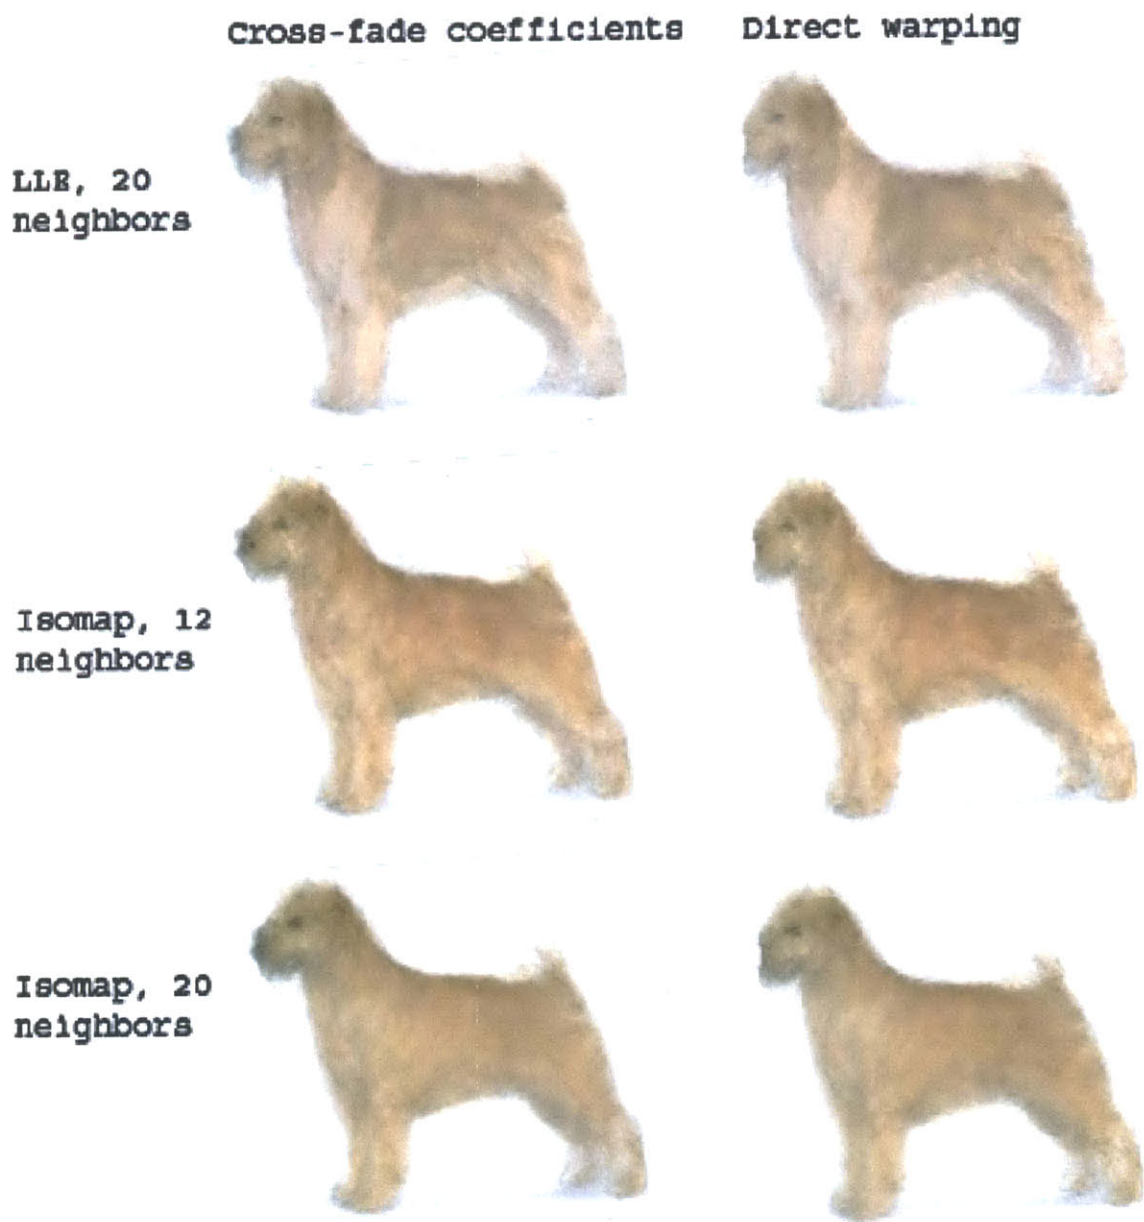 Cross-fade coefficients Direct warping
LLE, 20
neighbors
Isomap, 12
neighbors
Isomap, 20
neighbors